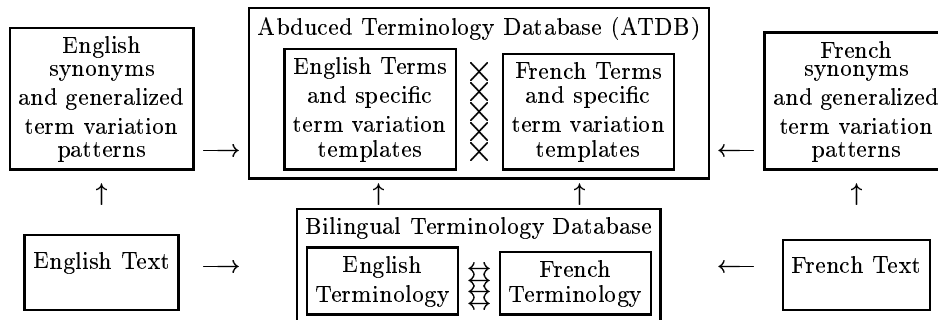 English
synonyms
and generalized
term variation
patterns
Abduced Terminology Database (ATDB)
English Terms
and specific
term variation
templates
French Terms
and specific
term variation
templates
French
synonyms
and generalized
term variation
patterns
English Text
Bilingual Terminology Database
English
Terminology
French
Terminology
French Text